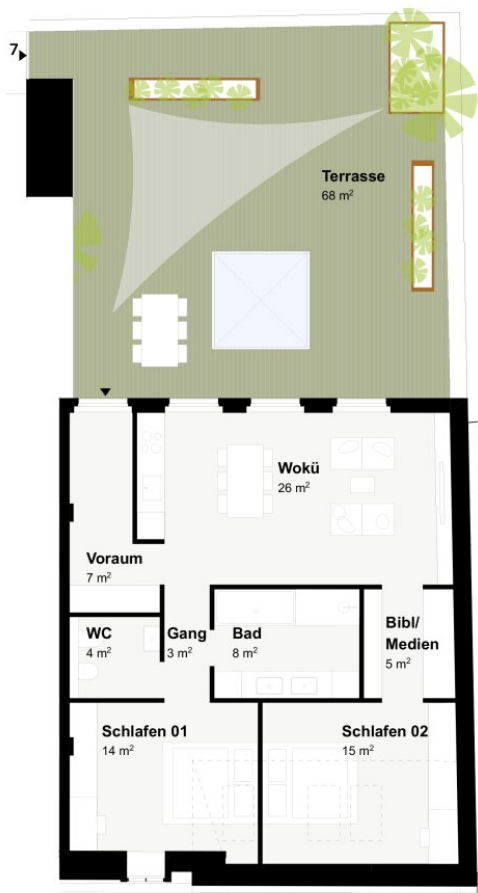 7
Terrasse
68 m²
Wokü
26 m²
Voraum
7 m²
WC
4 m²
Gang
3 m²
Bad
8 m²
Bibl/
Medien
5 m²
Schlafen 01
14 m²
Schlafen 02
15 m²